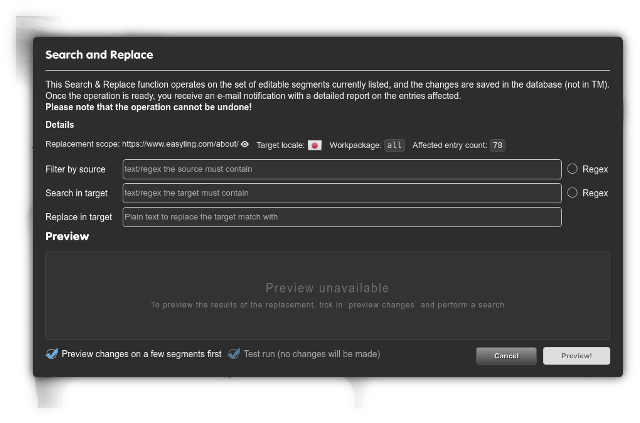 Search and Replace
This Search & Replace function operates on the set of editable segments currently listed, and the changes are saved in the database (not in TM).
Once the operation is ready, you receive an e-mail notification with a detailed report on the entries affected.
Please note that the operation cannot be undone!
Details
Replacement scope: https://www.easyling.com/about/ Target locale: Workpackage: all Affected entry count: 78
Filter by source text/regex the source must contain Regex
Search in target text/regex the target must contain Regex
Replace in target Plain text to replace the target match with
Preview
Preview unavailable
To preview the results of the replacement, tick in "preview changes" and perform a search
Preview changes on a few segments first Test run (no changes will be made) Cancel Preview!